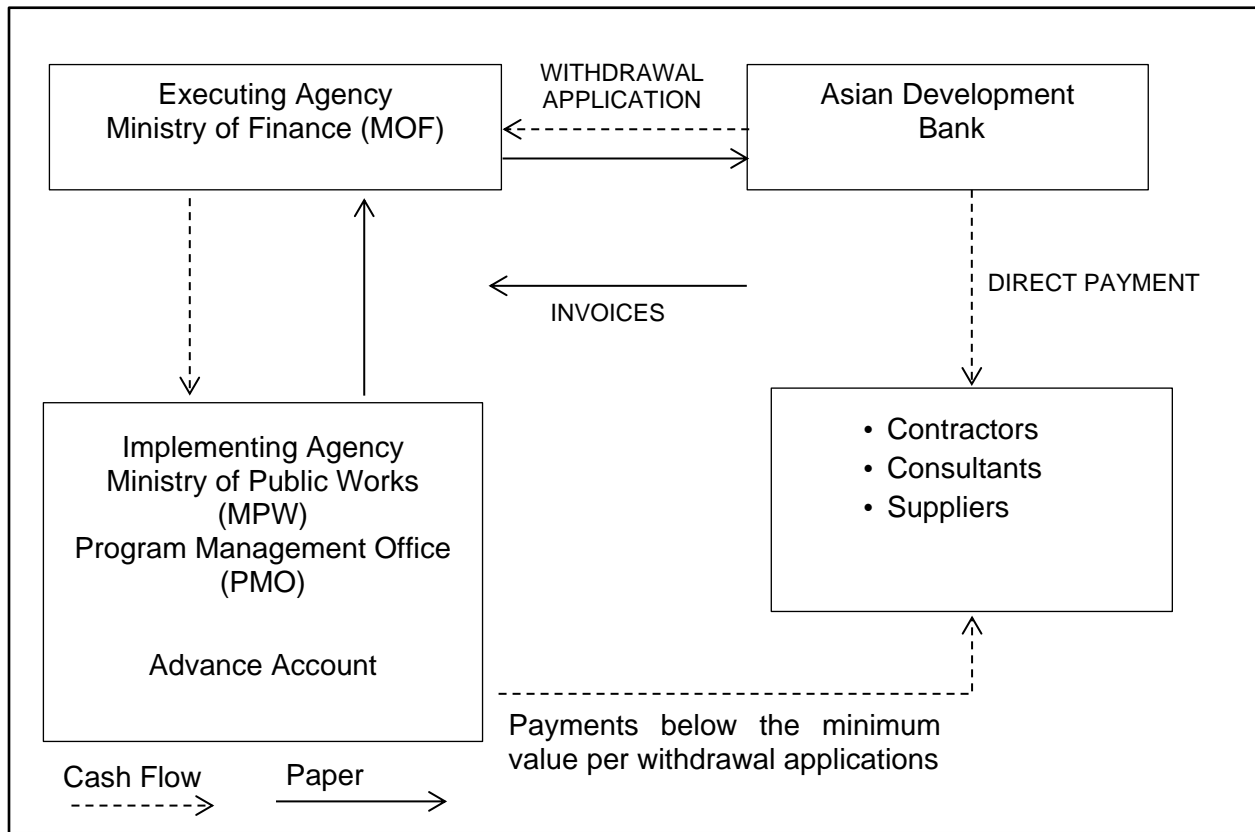 Executing Agency
Ministry of Finance (MOF)
WITHDRAWAL
APPLICATION
Asian Development
Bank
INVOICES
DIRECT PAYMENT
Implementing Agency
Ministry of Public Works
(MPW)
Program Management Office
(PMO)
Advance Account
• Contractors
• Consultants
• Suppliers
Payments below the minimum
value per withdrawal applications
Cash Flow
Paper